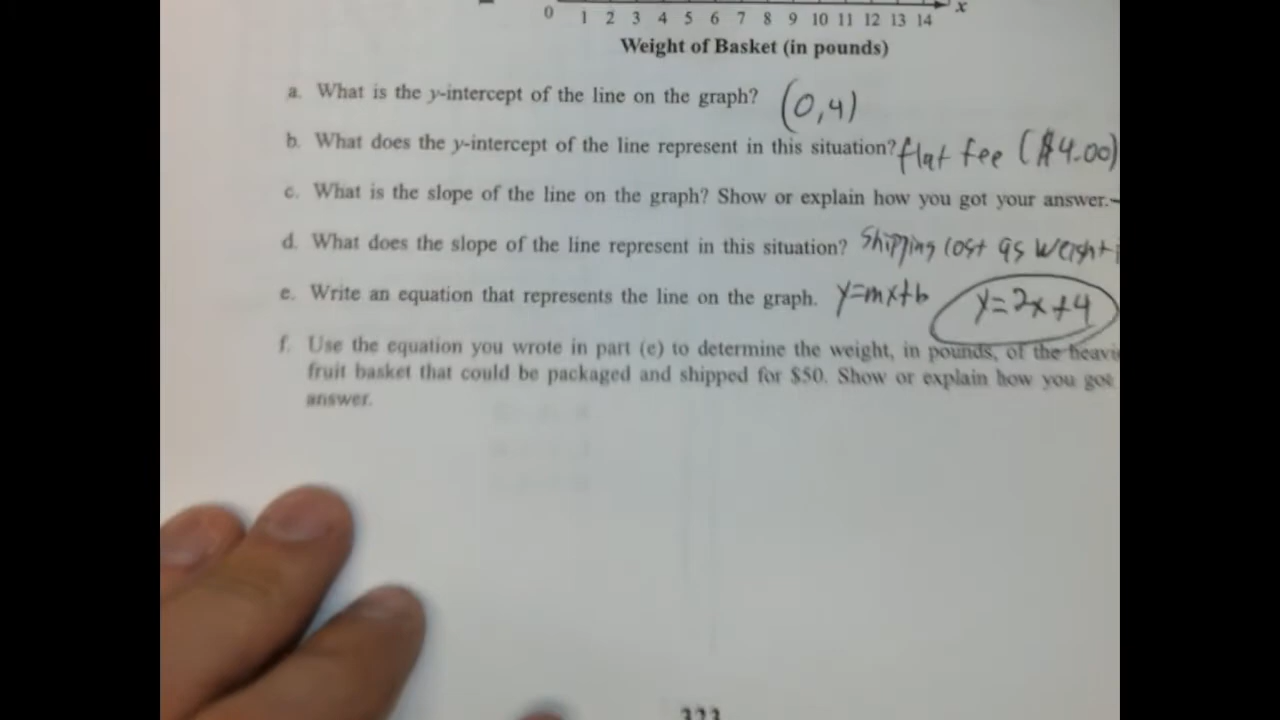 x
0 1 2 3 4 5 6 7 8 9 10 11 12 13 14
Weight of Basket (in pounds)
a. What is the y-intercept of the line on the graph? (0,4)
b. What does the y-intercept of the line represent in this situation? flat fee ($4.00)
c. What is the slope of the line on the graph? Show or explain how you got your answer.
d. What does the slope of the line represent in this situation? Shipping cost as weight
e. Write an equation that represents the line on the graph. y=mx+b y=2x+4
f. Use the equation you wrote in part (e) to determine the weight, in pounds, of the heavi
fruit basket that could be packaged and shipped for $50. Show or explain how you got
answer.